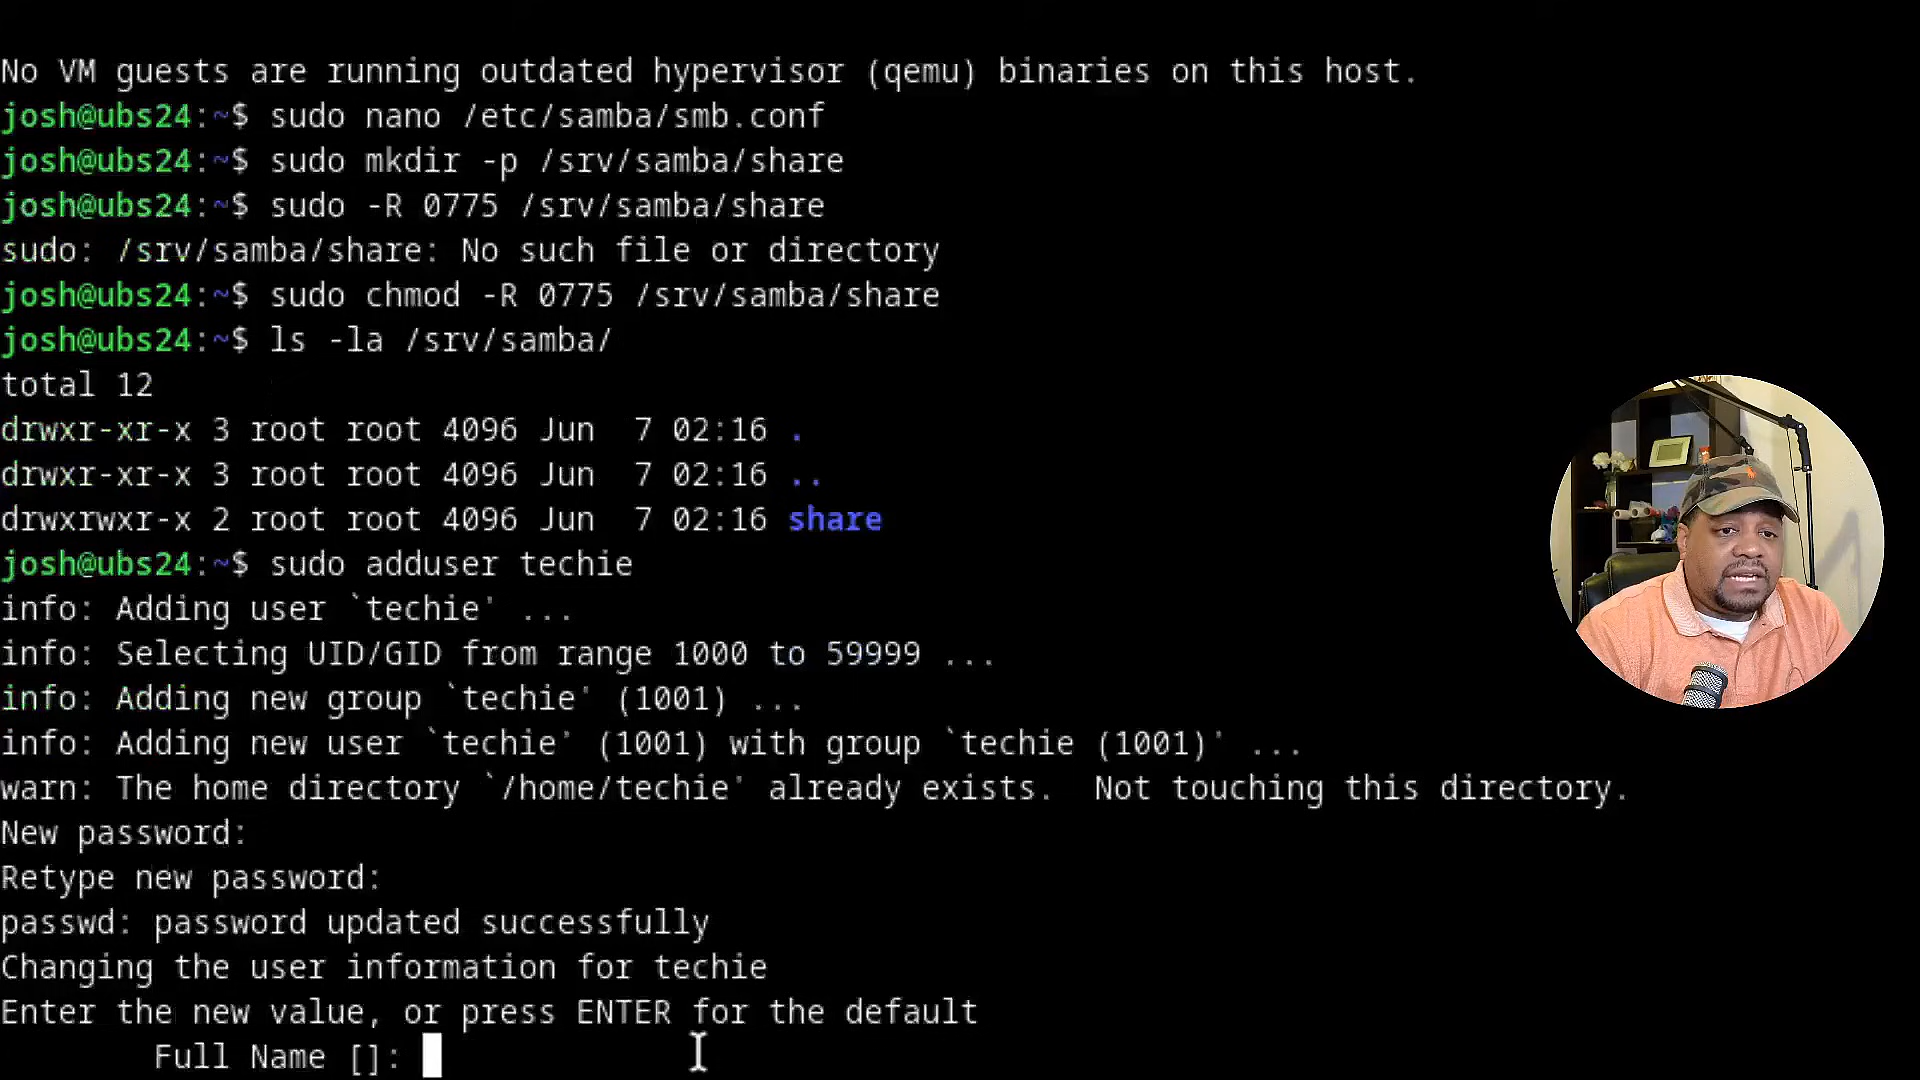 No VM guests are running outdated hypervisor (qemu) binaries on this host.
josh@ubs24:~$ sudo nano /etc/samba/smb.conf
josh@ubs24:~$ sudo mkdir -p /srv/samba/share
josh@ubs24:~$ sudo -R 0775 /srv/samba/share
sudo: /srv/samba/share: No such file or directory
josh@ubs24:~$ sudo chmod -R 0775 /srv/samba/share
josh@ubs24:~$ ls -la /srv/samba/
total 12
drwxr-xr-x 3 root root 4096 Jun  7 02:16 .
drwxr-xr-x 3 root root 4096 Jun  7 02:16 ..
drwxrwxr-x 2 root root 4096 Jun  7 02:16 share
josh@ubs24:~$ sudo adduser techie
info: Adding user `techie' ...
info: Selecting UID/GID from range 1000 to 59999 ...
info: Adding new group `techie' (1001) ...
info: Adding new user `techie' (1001) with group `techie (1001)' ...
warn: The home directory `/home/techie' already exists.  Not touching this directory.
New password:
Retype new password:
passwd: password updated successfully
Changing the user information for techie
Enter the new value, or press ENTER for the default
Full Name []: